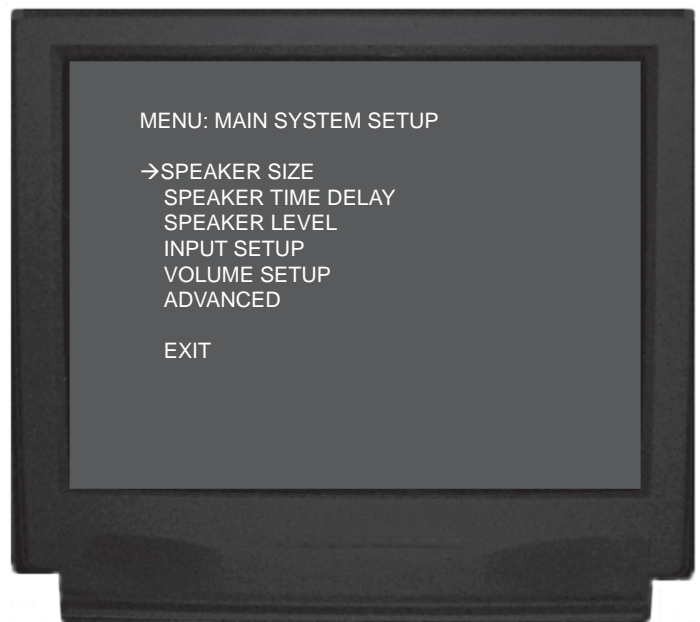 MENU: MAIN SYSTEM SETUP
→SPEAKER SIZE
SPEAKER TIME DELAY
SPEAKER LEVEL
INPUT SETUP
VOLUME SETUP
ADVANCED
EXIT